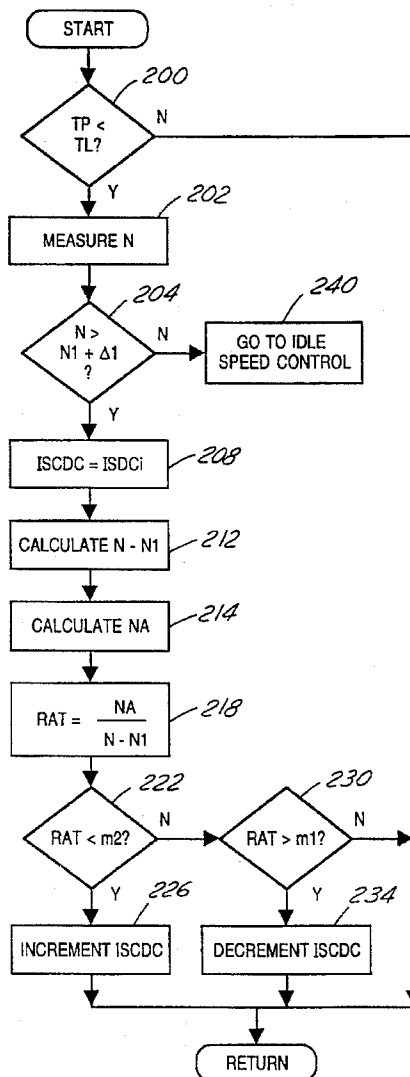 START
200
TP <
TL?
N
Y
202
MEASURE N
204
N >
N1 + Δ1
?
N
Y
240
GO TO IDLE
SPEED CONTROL
ISCDC = ISDCi
208
CALCULATE N - N1
212
CALCULATE NA
214
RAT = NA
N - N1
218
222
RAT < m2?
N
Y
230
RAT > m1?
N
Y
226
INCREMENT ISCDC
234
DECREMENT ISCDC
RETURN